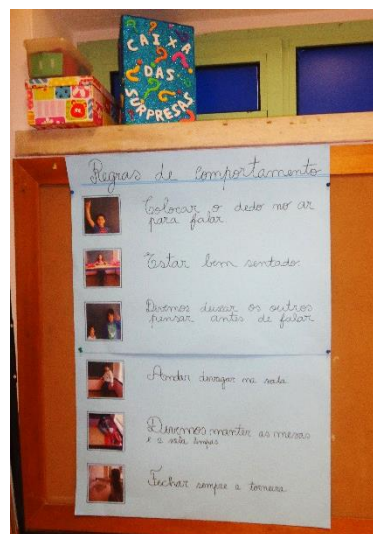 CAIXA
DAS
SURPRESAS
Regras de comportamento
Colocar o dedo no ar
para falar
Estar bem sentado
Devemos deixar os outros
pensar antes de falar
Andar devagar na sala.
Devemos manter as mesas
e a sala limpas
Fechar sempre a torneira.